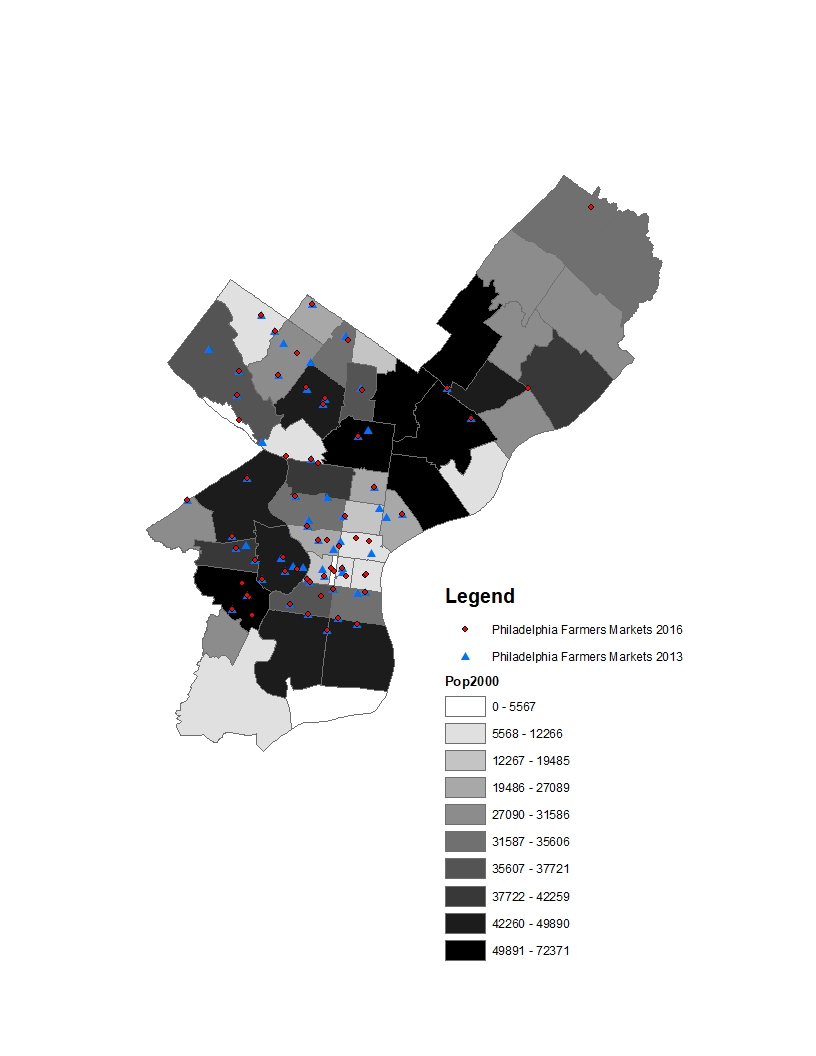 Legend
Philadelphia Farmers Markets 2016
Philadelphia Farmers Markets 2013
Pop2000
0 - 5567
5568 - 12266
12267 - 19485
19486 - 27089
27090 - 31586
31587 - 35606
35607 - 37721
37722 - 42259
42260 - 49890
49891 - 72371